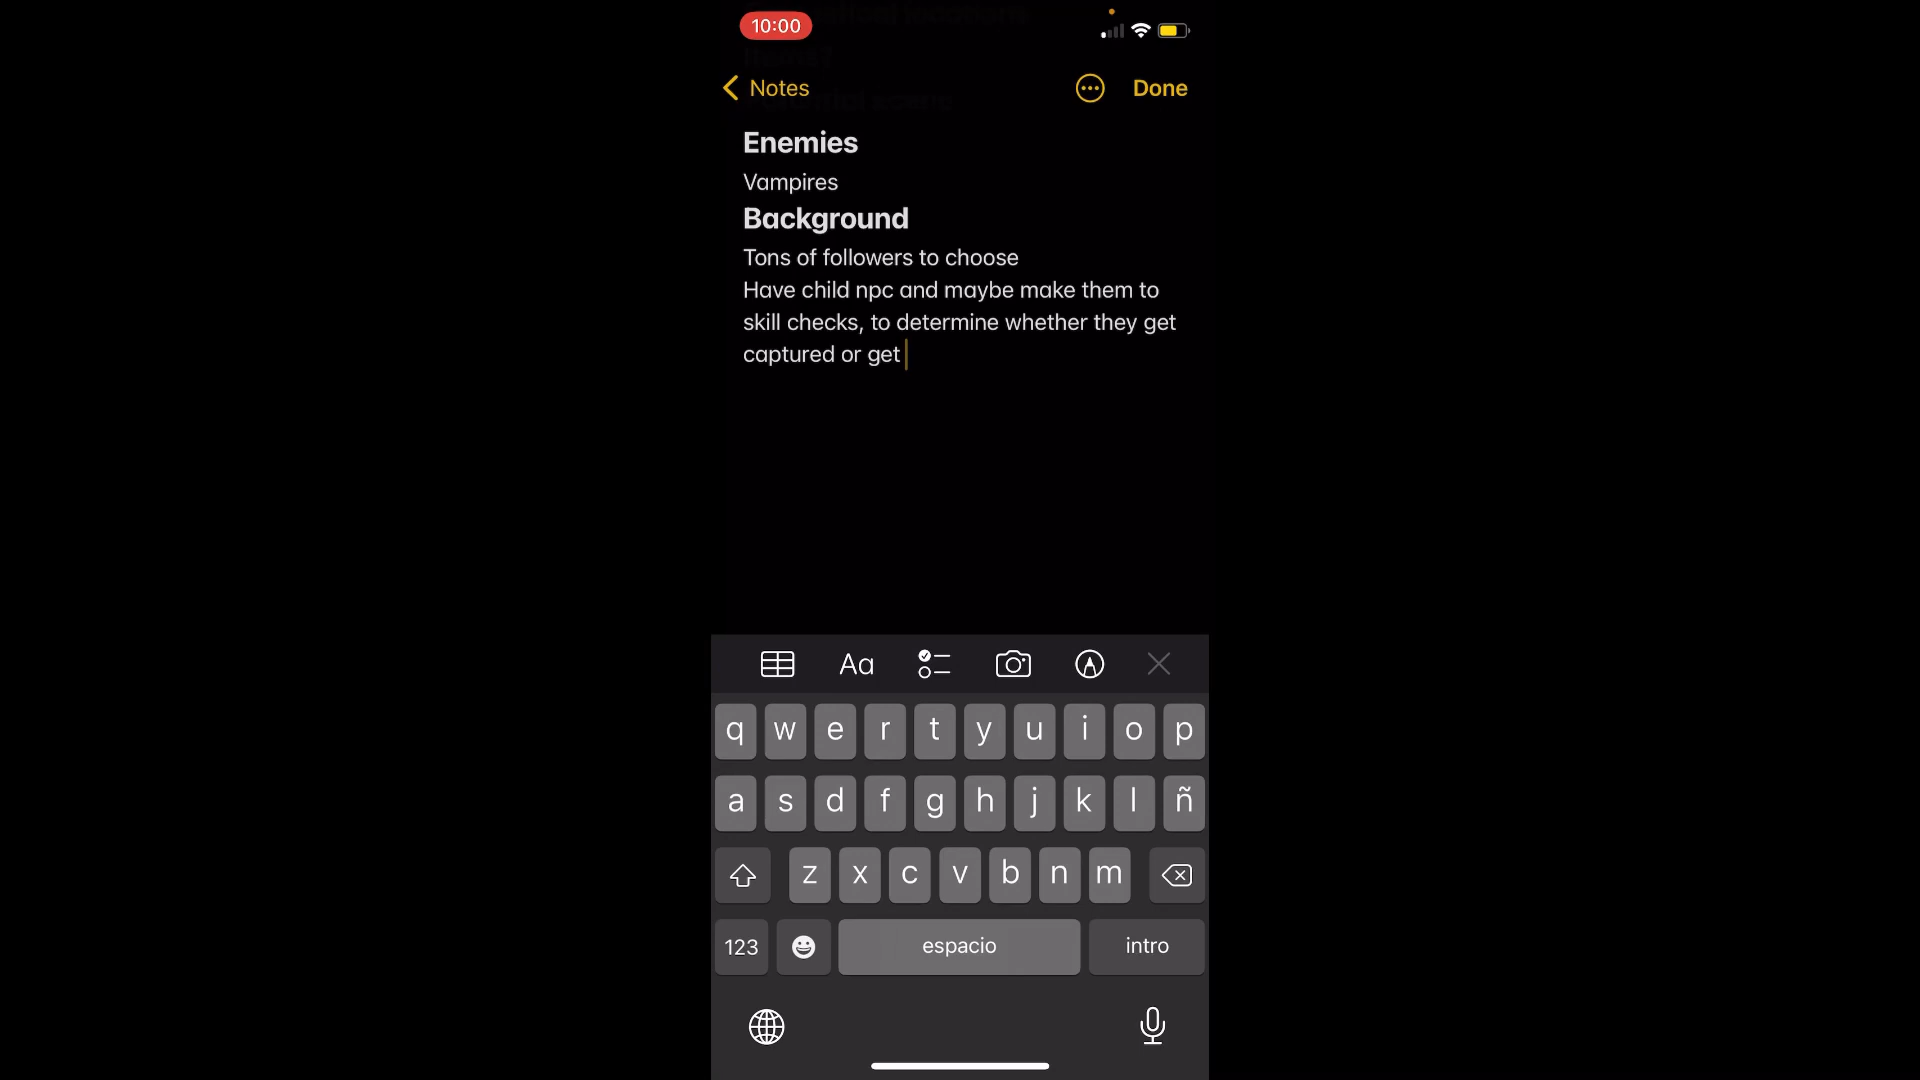 10:00
Notes
Done
Enemies
Vampires
Background
Tons of followers to choose
Have child npc and maybe make them to
skill checks, to determine whether they get
captured or get
Aa
q w e r t y u i o p
a s d f g h j k l ñ
z x c v b n m
123 espacio intro